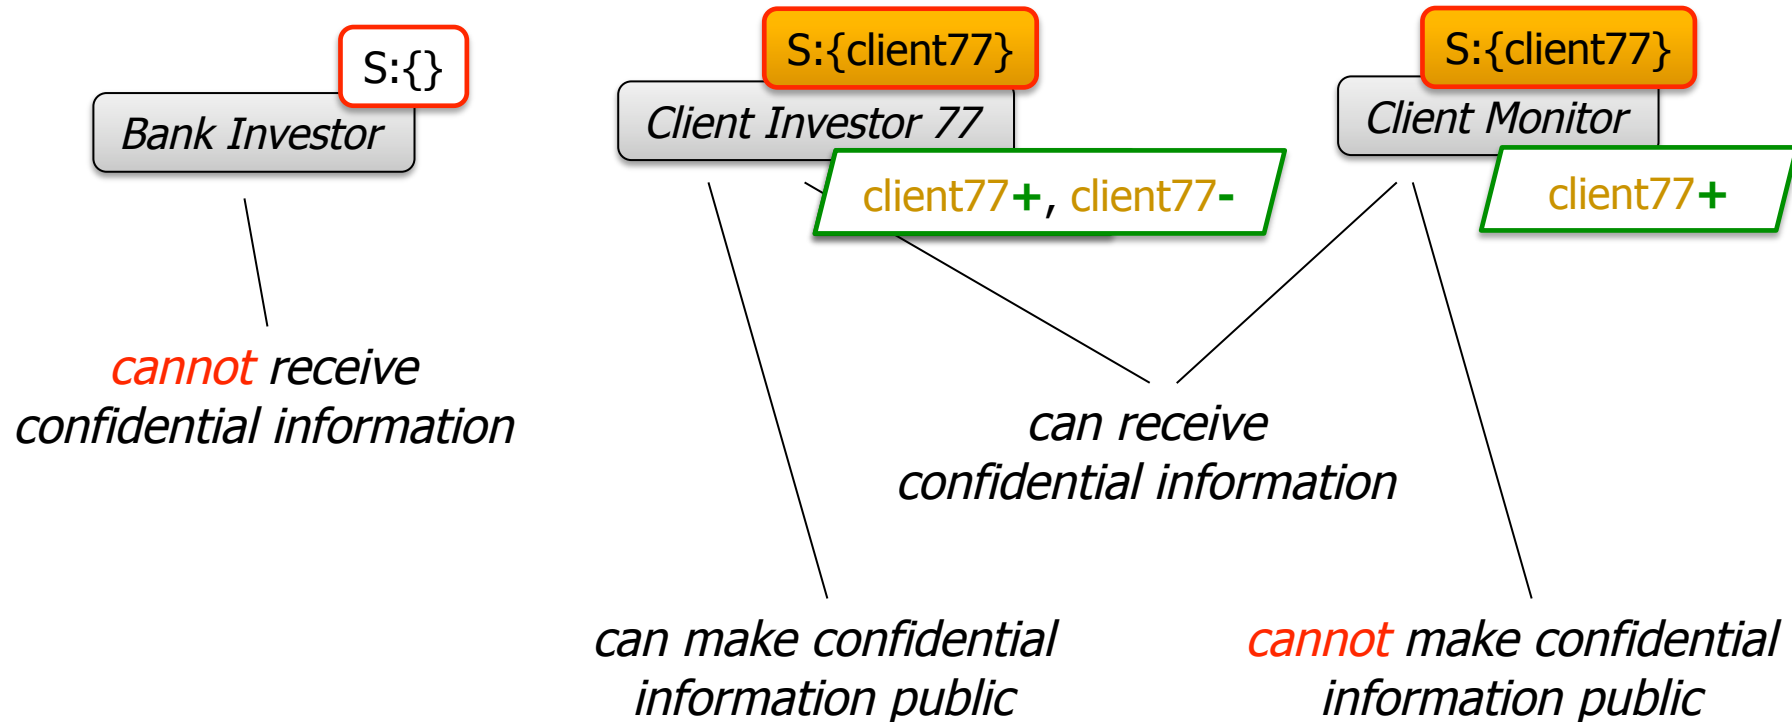 S:{}
Bank Investor
S:{client77}
Client Investor 77
client77+, client77-
S:{client77}
Client Monitor
client77+
cannot receive
confidential information
can receive
confidential information
can make confidential
information public
cannot make confidential
information public